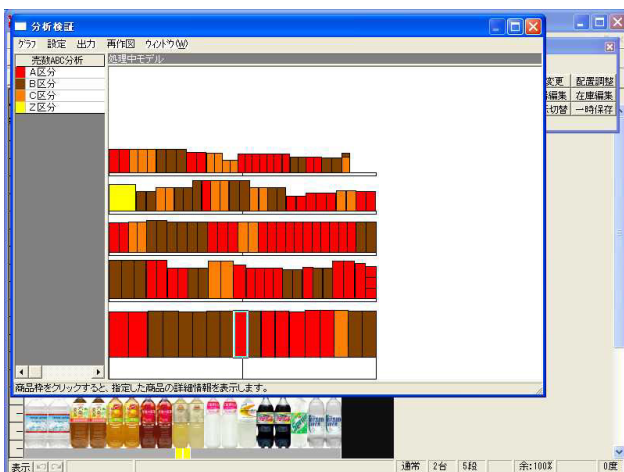 分析検証
グラフ 設定 出力 再作図 ウィンドウ(W)
売数ABC分析
処理中モデル
A区分
B区分
C区分
Z区分
変更 配置調整
編集 在庫編集
切替 一時保存
商品枠をクリックすると、指定した商品の詳細情報を表示します。
表示
通常 2台 5段 余:100% 0度